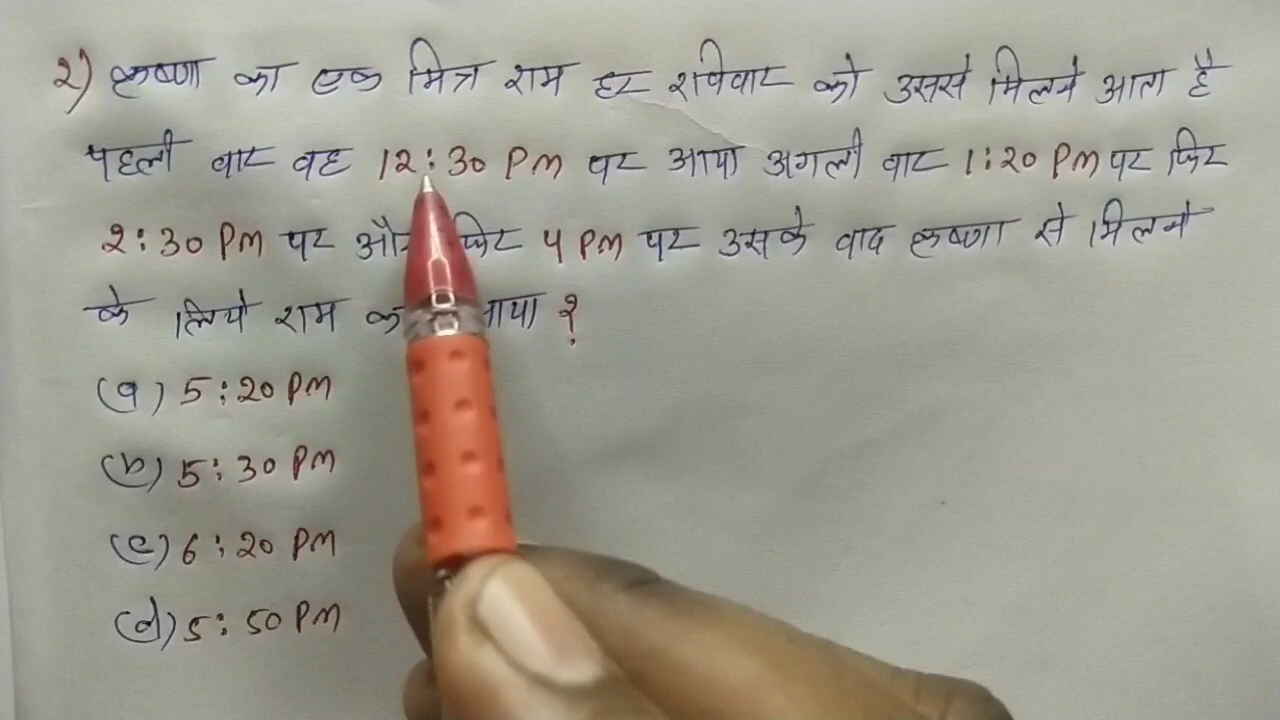 2) कृष्णा का एक मित्र राम हर रविवार को उससे मिलने आता है
पहली बार वह 12:30 PM पर आया अगली बार 1:20 PM पर फिर
2:30 PM पर और फिर 4 PM पर उसके बाद कृष्णा से मिलने
के लिये राम आया ?
(a) 5:20 PM
(b) 5:30 PM
(c) 6:20 PM
(d) 5:50 PM